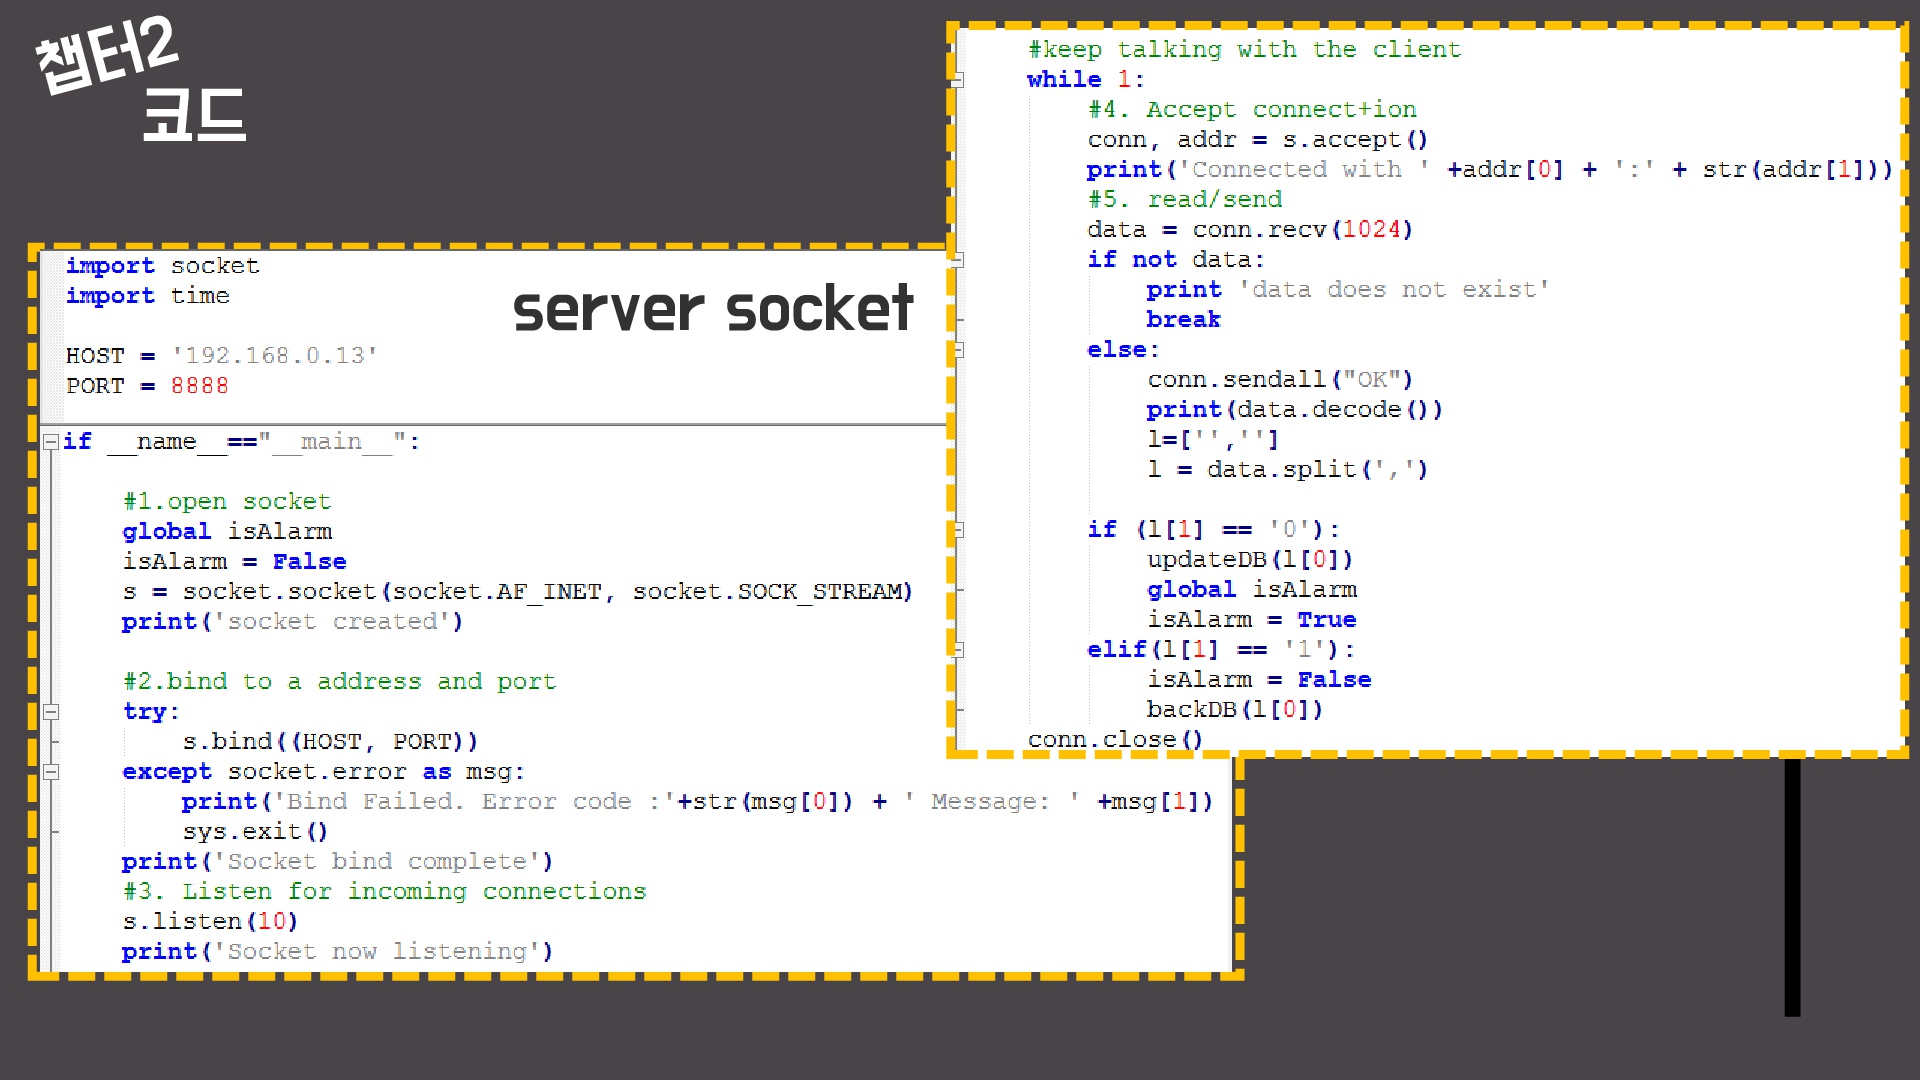 챕터2
코드
server socket
import socket
import time
HOST = '192.168.0.13'
PORT = 8888
if __name__=="__main__":
#1.open socket
global isAlarm
isAlarm = False
s = socket.socket(socket.AF_INET, socket.SOCK_STREAM)
print('socket created')
#2.bind to a address and port
try:
s.bind((HOST, PORT))
except socket.error as msg:
print('Bind Failed. Error code :'+str(msg[0]) + ' Message: ' +msg[1])
sys.exit()
print('Socket bind complete')
#3. Listen for incoming connections
s.listen(10)
print('Socket now listening')
#keep talking with the client
while 1:
#4. Accept connect+ion
conn, addr = s.accept()
print('Connected with ' +addr[0] + ':' + str(addr[1]))
#5. read/send
data = conn.recv(1024)
if not data:
print 'data does not exist'
break
else:
conn.sendall("OK")
print(data.decode())
l=['','']
l = data.split(',')
if (l[1] == '0'):
updateDB(l[0])
global isAlarm
isAlarm = True
elif(l[1] == '1'):
isAlarm = False
backDB(l[0])
conn.close()